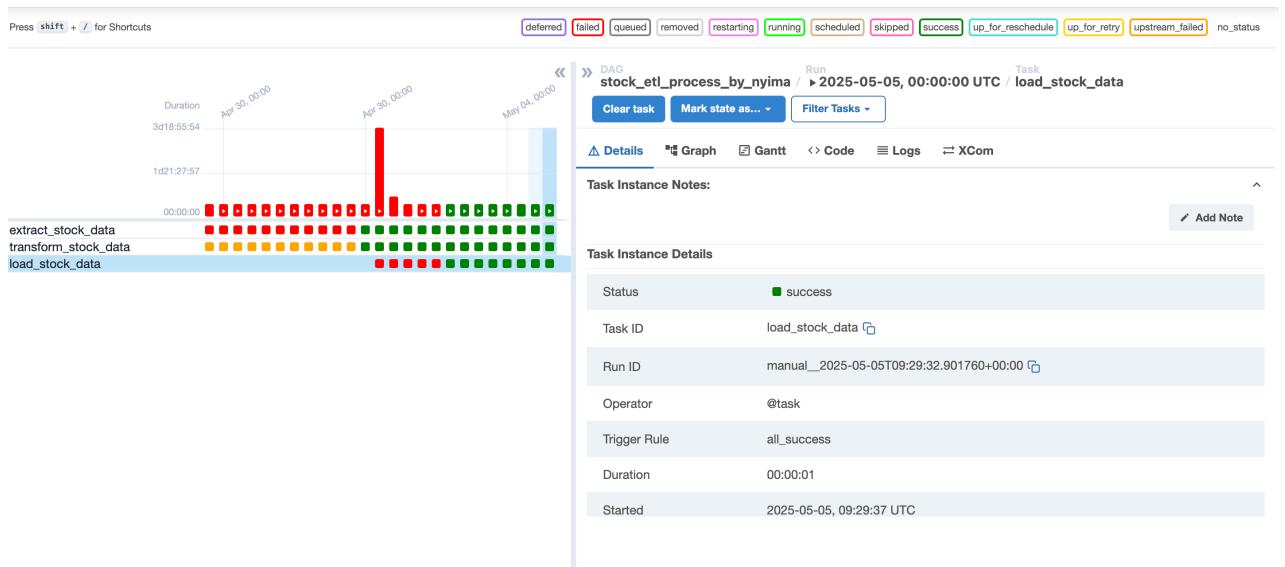 Press shift + / for Shortcuts
deferred failed queued removed restarting running scheduled skipped success up_for_reschedule up_for_retry upstream_failed no_status
Duration
Apr 30, 00:00
Apr 30, 00:00
May 04, 00:00
3d18:55:54
1d21:27:57
00:00:00
extract_stock_data
transform_stock_data
load_stock_data
DAG
stock_etl_process_by_nyima /
Run
2025-05-05, 00:00:00 UTC /
Task
load_stock_data
Clear task
Mark state as...
Filter Tasks
Details
Graph
Gantt
Code
Logs
XCom
Task Instance Notes:
Add Note
Task Instance Details
Status success
Task ID load_stock_data
Run ID manual__2025-05-05T09:29:32.901760+00:00
Operator @task
Trigger Rule all_success
Duration 00:00:01
Started 2025-05-05, 09:29:37 UTC